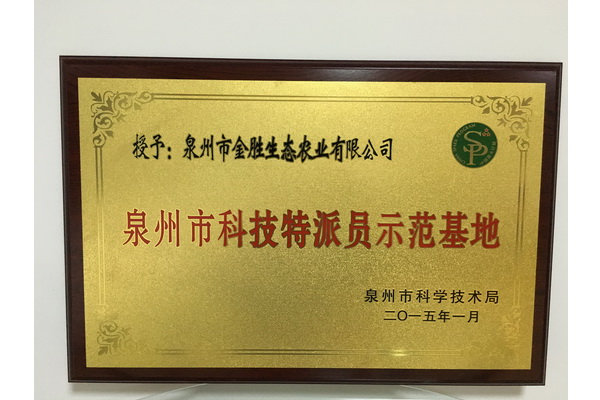 授予：泉州市金胜生态农业有限公司
SP
泉州市科技特派员示范基地
泉州市科学技术局
二〇一五年一月